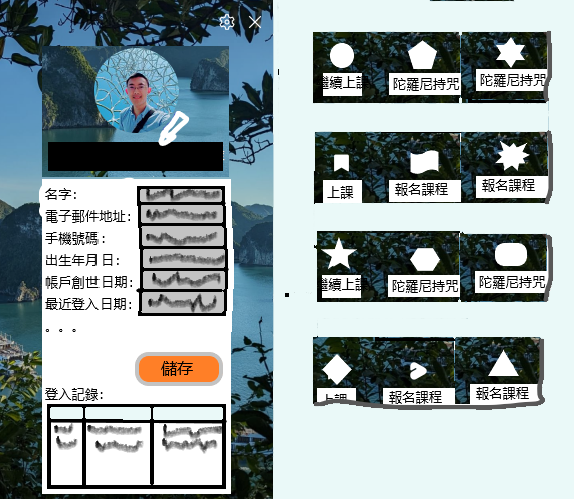 名字:
電子郵件地址:
手機號碼:
出生年月日:
帳戶創世日期:
最近登入日期:
。。。
儲存
登入記錄:
繼續上課 陀羅尼持咒 陀羅尼持咒
上課 報名課程 報名課程
繼續上課 陀羅尼持咒 陀羅尼持咒
上課 報名課程 報名課程